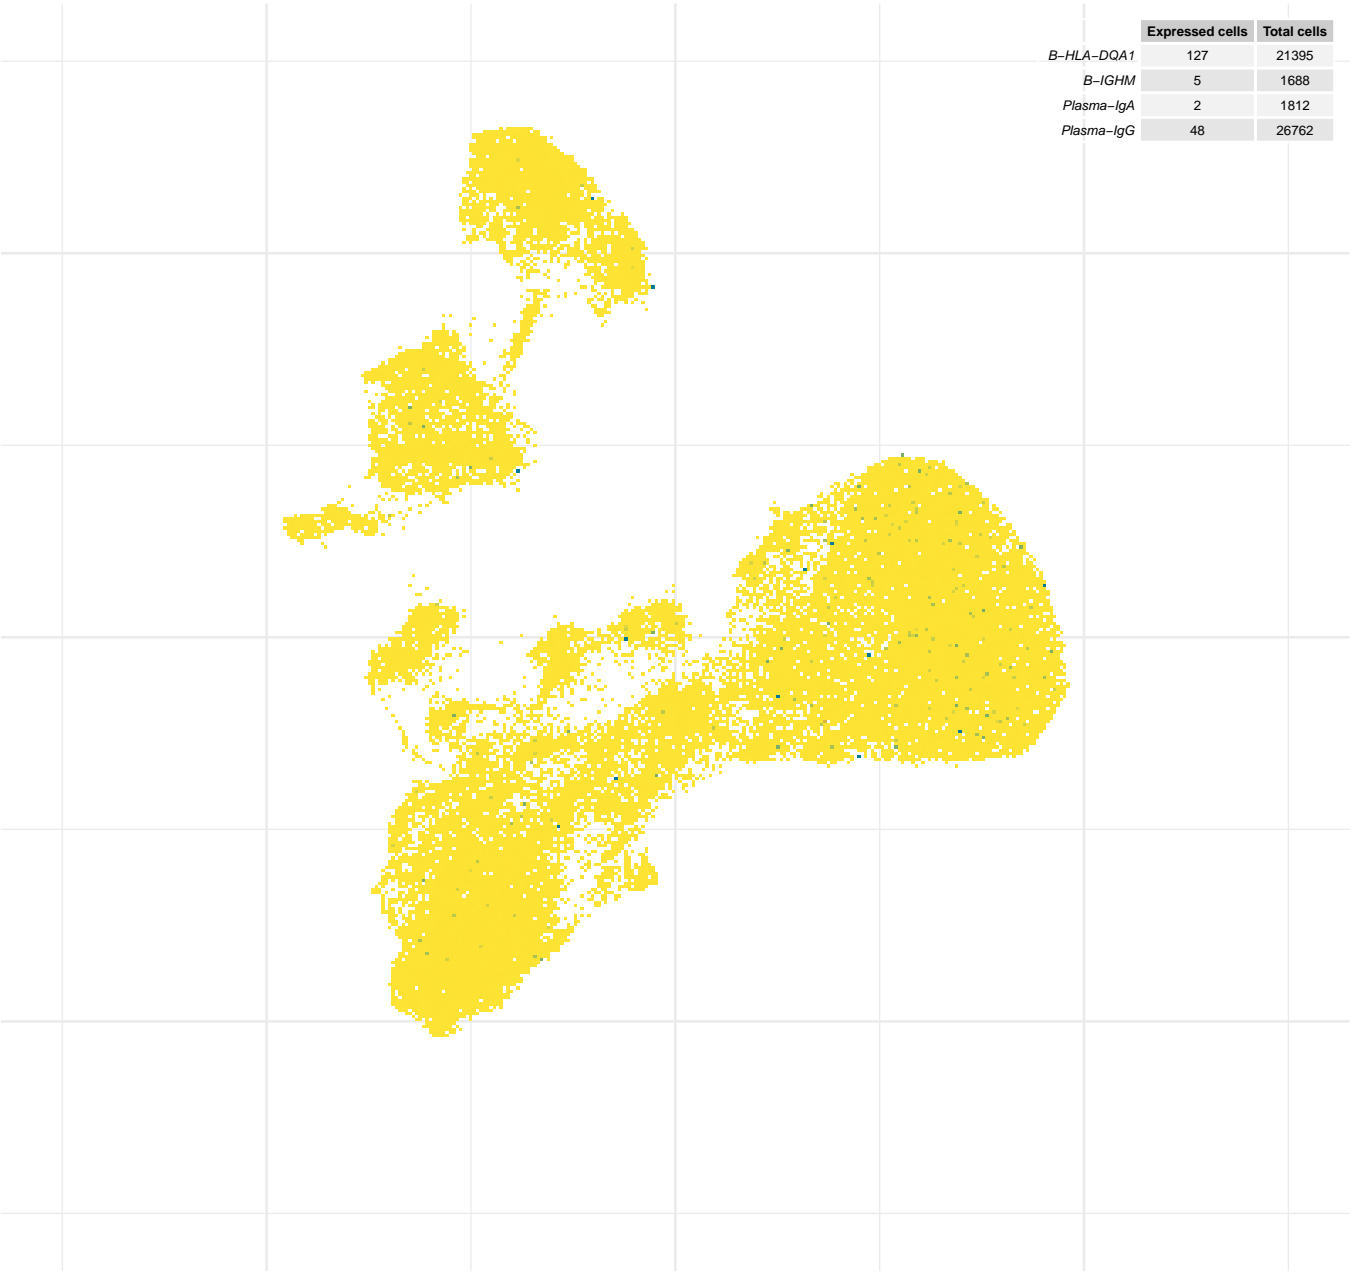 Expressed cells Total cells
B−HLA−DQA1 127 21395
B−IGHM 5 1688
Plasma−IgA 2 1812
Plasma−IgG 48 26762